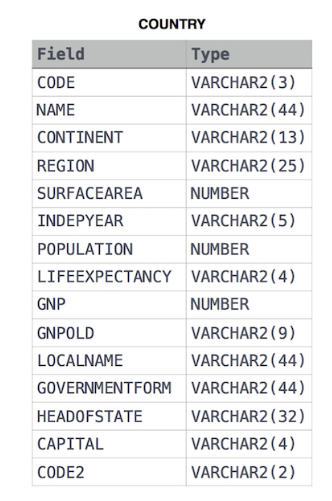 COUNTRY
Field Type
CODE VARCHAR2(3)
NAME VARCHAR2(44)
CONTINENT VARCHAR2(13)
REGION VARCHAR2(25)
SURFACEAREA NUMBER
INDEPYEAR VARCHAR2(5)
POPULATION NUMBER
LIFEEXPECTANCY VARCHAR2(4)
GNP NUMBER
GNPOLD VARCHAR2(9)
LOCALNAME VARCHAR2(44)
GOVERNMENTFORM VARCHAR2(44)
HEADOFSTATE VARCHAR2(32)
CAPITAL VARCHAR2(4)
CODE2 VARCHAR2(2)